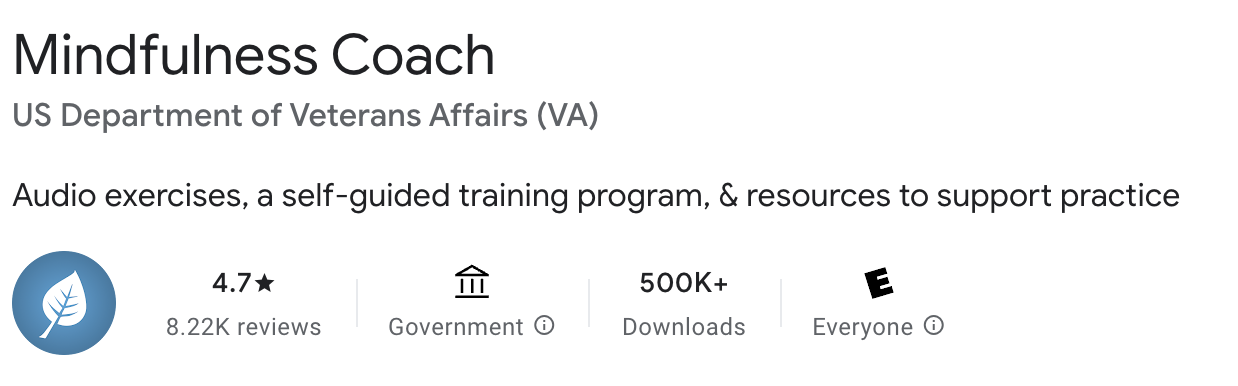 Mindfulness Coach
US Department of Veterans Affairs (VA)
Audio exercises, a self-guided training program, & resources to support practice
4.7★
8.22K reviews
Government
500K+
Downloads
E
Everyone